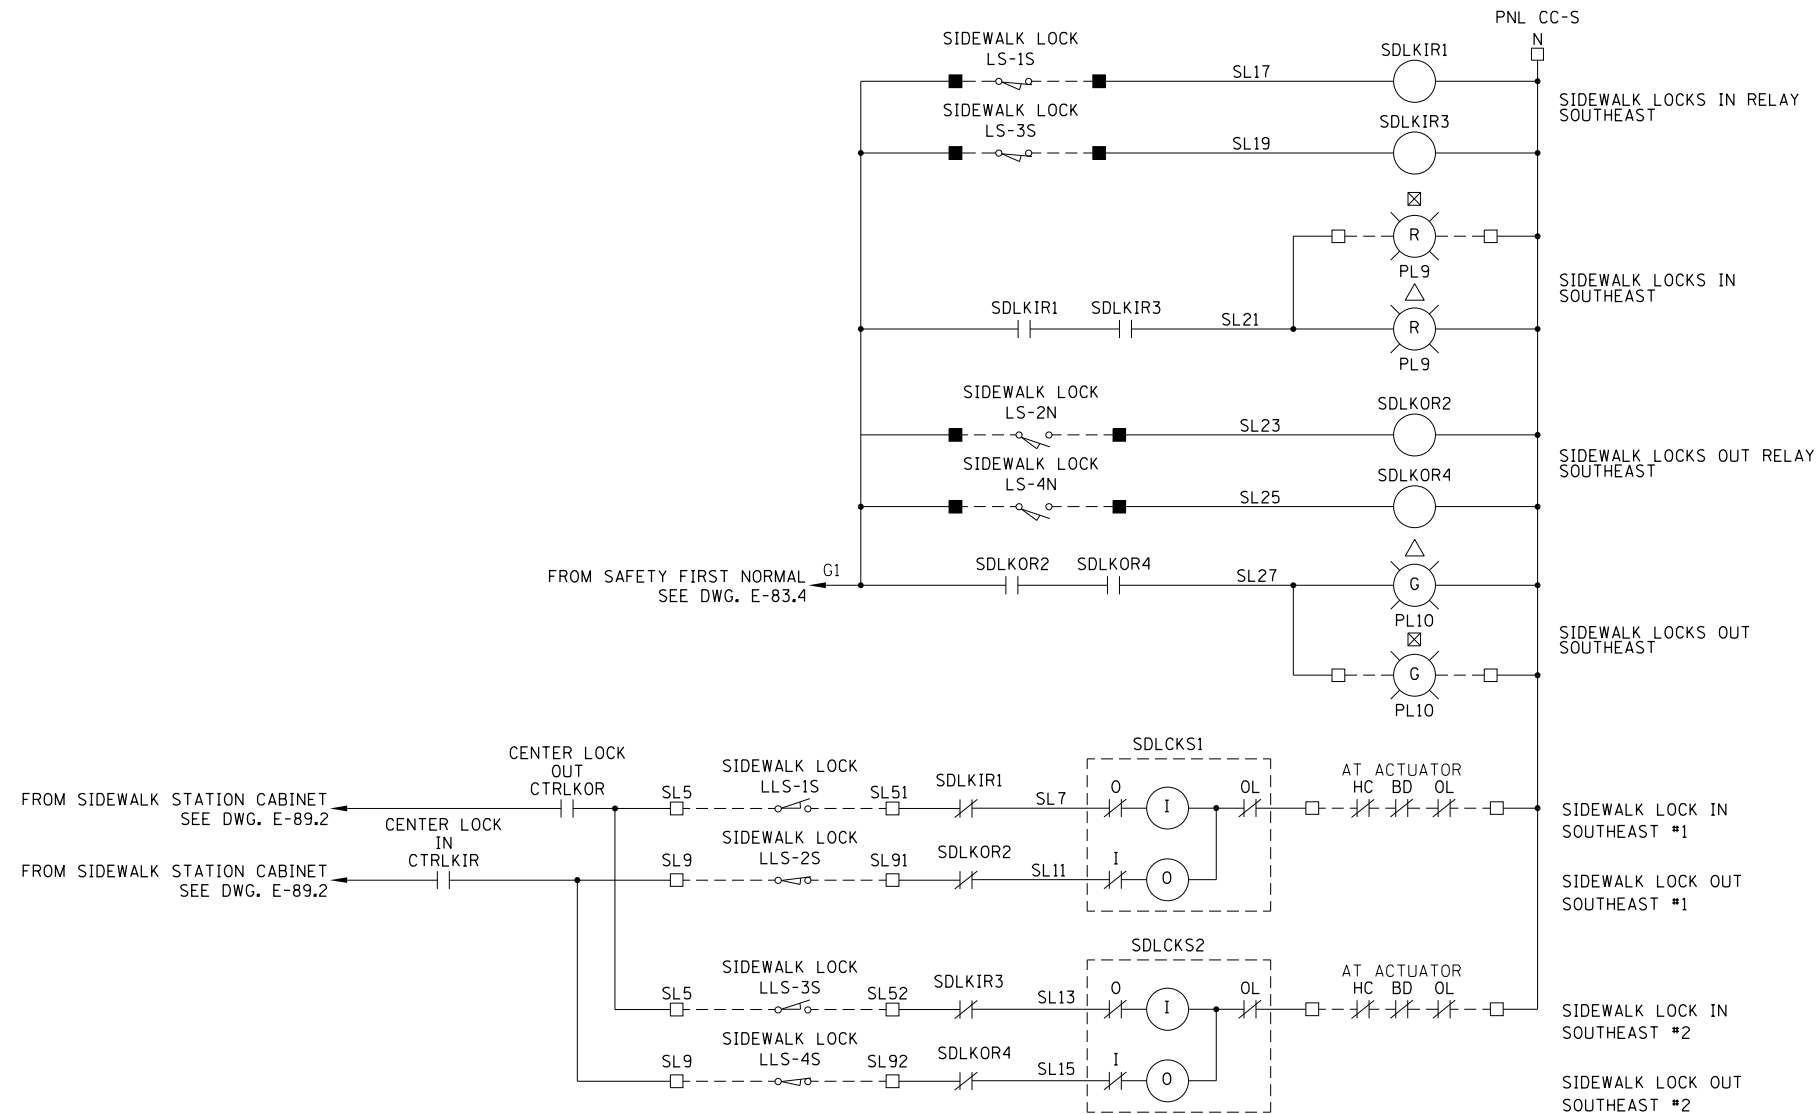 PNL CC-S
N
SIDEWALK LOCK
LS-1S
SL17
SDLKIR1
SIDEWALK LOCKS IN RELAY
SOUTHEAST
SIDEWALK LOCK
LS-3S
SL19
SDLKIR3
R
PL9
SIDEWALK LOCKS IN
SOUTHEAST
SDLKIR1
SDLKIR3
SL21
R
PL9
SIDEWALK LOCK
LS-2N
SL23
SDLKOR2
SIDEWALK LOCKS OUT RELAY
SOUTHEAST
SIDEWALK LOCK
LS-4N
SL25
SDLKOR4
FROM SAFETY FIRST NORMAL
SEE DWG. E-83.4
G1
SDLKOR2
SDLKOR4
SL27
G
PL10
SIDEWALK LOCKS OUT
SOUTHEAST
G
PL10
FROM SIDEWALK STATION CABINET
SEE DWG. E-89.2
CENTER LOCK
OUT
CTRLKOR
SL5
SIDEWALK LOCK
LLS-1S
SL51
SDLKIR1
SL7
SDLCKS1
O
I
OL
AT ACTUATOR
HC BD OL
SIDEWALK LOCK IN
SOUTHEAST #1
FROM SIDEWALK STATION CABINET
SEE DWG. E-89.2
CENTER LOCK
IN
CTRLKIR
SL9
SIDEWALK LOCK
LLS-2S
SL91
SDLKOR2
SL11
I
O
SIDEWALK LOCK OUT
SOUTHEAST #1
SL5
SIDEWALK LOCK
LLS-3S
SL52
SDLKIR3
SL13
SDLCKS2
O
I
OL
AT ACTUATOR
HC BD OL
SIDEWALK LOCK IN
SOUTHEAST #2
SL9
SIDEWALK LOCK
LLS-4S
SL92
SDLKOR4
SL15
I
O
SIDEWALK LOCK OUT
SOUTHEAST #2